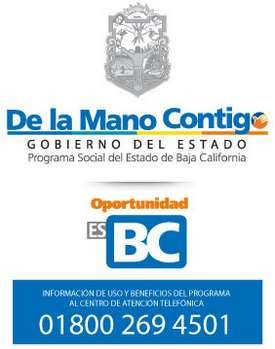 De la Mano Contigo
GOBIERNO DEL ESTADO
Programa Social del Estado de Baja California
Oportunidad
ES BC
INFORMACIÓN DE USO Y BENEFICIOS DEL PROGRAMA
AL CENTRO DE ATENCIÓN TELEFÓNICA
01800 269 4501